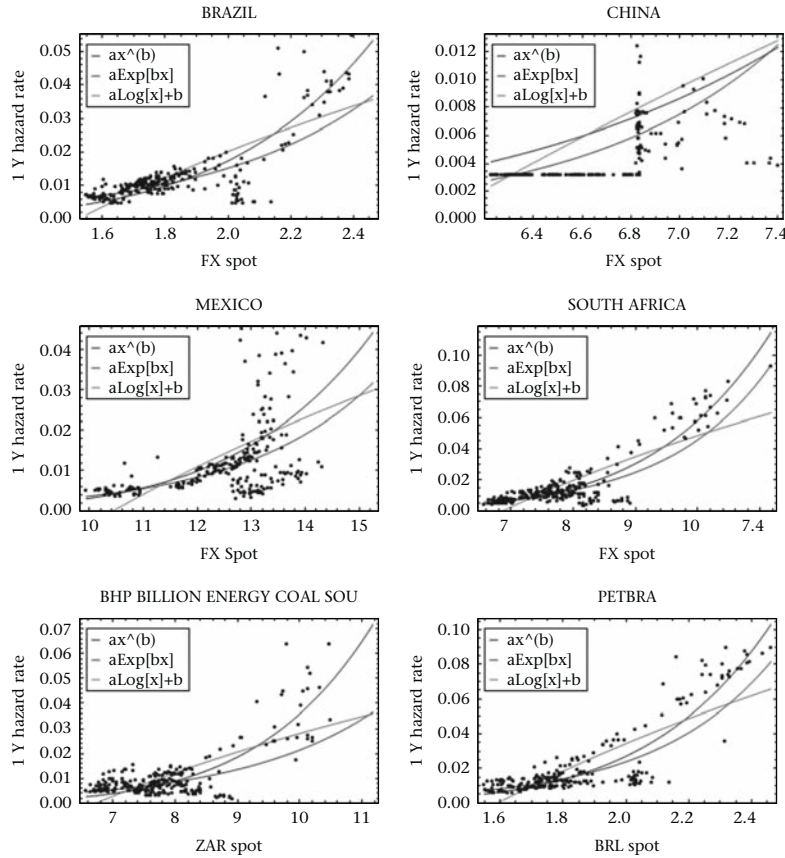 BRAZIL
0.05
0.04
0.03
0.02
0.01
0.00
1 Y hazard rate
ax^(b)
aExp[bx]
aLog[x]+b
1.6 1.8 2.0 2.2 2.4
FX spot
CHINA
0.012
0.010
0.008
0.006
0.004
0.002
0.000
1 Y hazard rate
ax^(b)
aExp[bx]
aLog[x]+b
6.4 6.6 6.8 7.0 7.2 7.4
FX spot
MEXICO
0.04
0.03
0.02
0.01
0.00
1 Y hazard rate
ax^(b)
aExp[bx]
aLog[x]+b
10 11 12 13 14 15
FX Spot
SOUTH AFRICA
0.10
0.08
0.06
0.04
0.02
0.00
1 Y hazard rate
ax^(b)
aExp[bx]
aLog[x]+b
7 8 9 10 7.4
FX spot
BHP BILLION ENERGY COAL SOU
0.07
0.06
0.05
0.04
0.03
0.02
0.01
0.00
1 Y hazard rate
ax^(b)
aExp[bx]
aLog[x]+b
7 8 9 10 11
ZAR spot
PETBRA
0.10
0.08
0.06
0.04
0.02
0.00
1 Y hazard rate
ax^(b)
aExp[bx]
aLog[x]+b
1.6 1.8 2.0 2.2 2.4
BRL spot